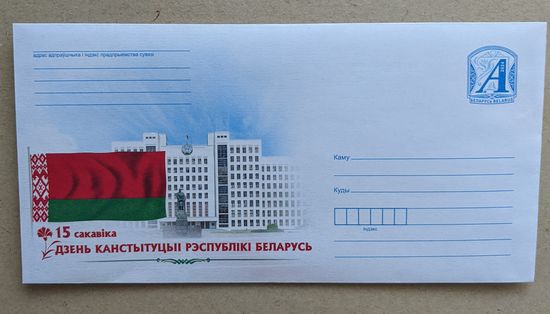 адрас адпраўшчыка і індэкс прадпрыемства сувязі
А
БЕЛАРУСЬ BELARUS
Каму
Куды
індэкс
15 сакавіка
ДЗЕНЬ КАНСТЫТУЦЫІ РЭСПУБЛІКІ БЕЛАРУСЬ